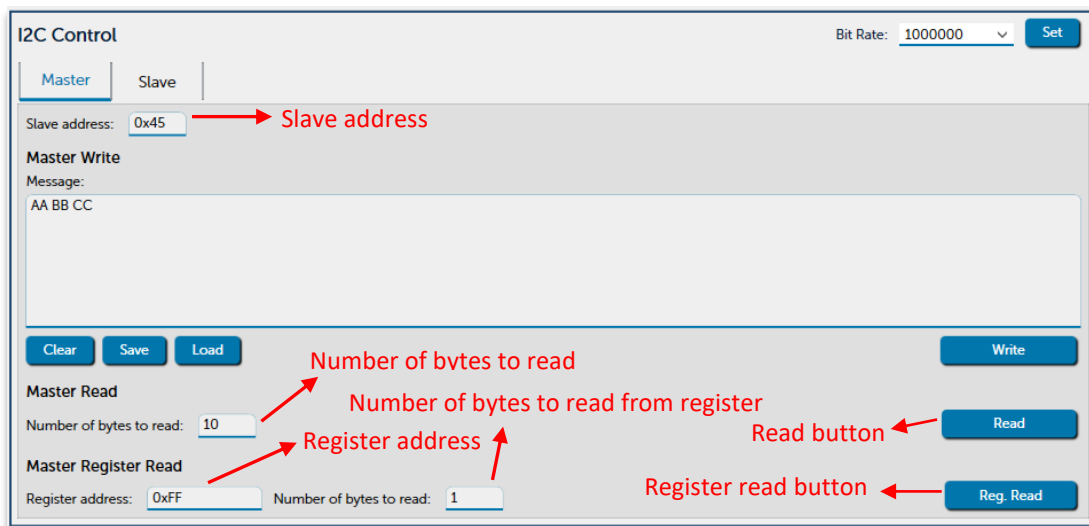 I2C Control
Bit Rate: 1000000
Set
Master
Slave
Slave address: 0x45
Slave address
Master Write
Message:
AA BB CC
Clear
Save
Load
Write
Number of bytes to read
Master Read
Number of bytes to read from register
Number of bytes to read: 10
Read button
Read
Register address
Master Register Read
Register address: 0xFF
Number of bytes to read: 1
Register read button
Reg. Read